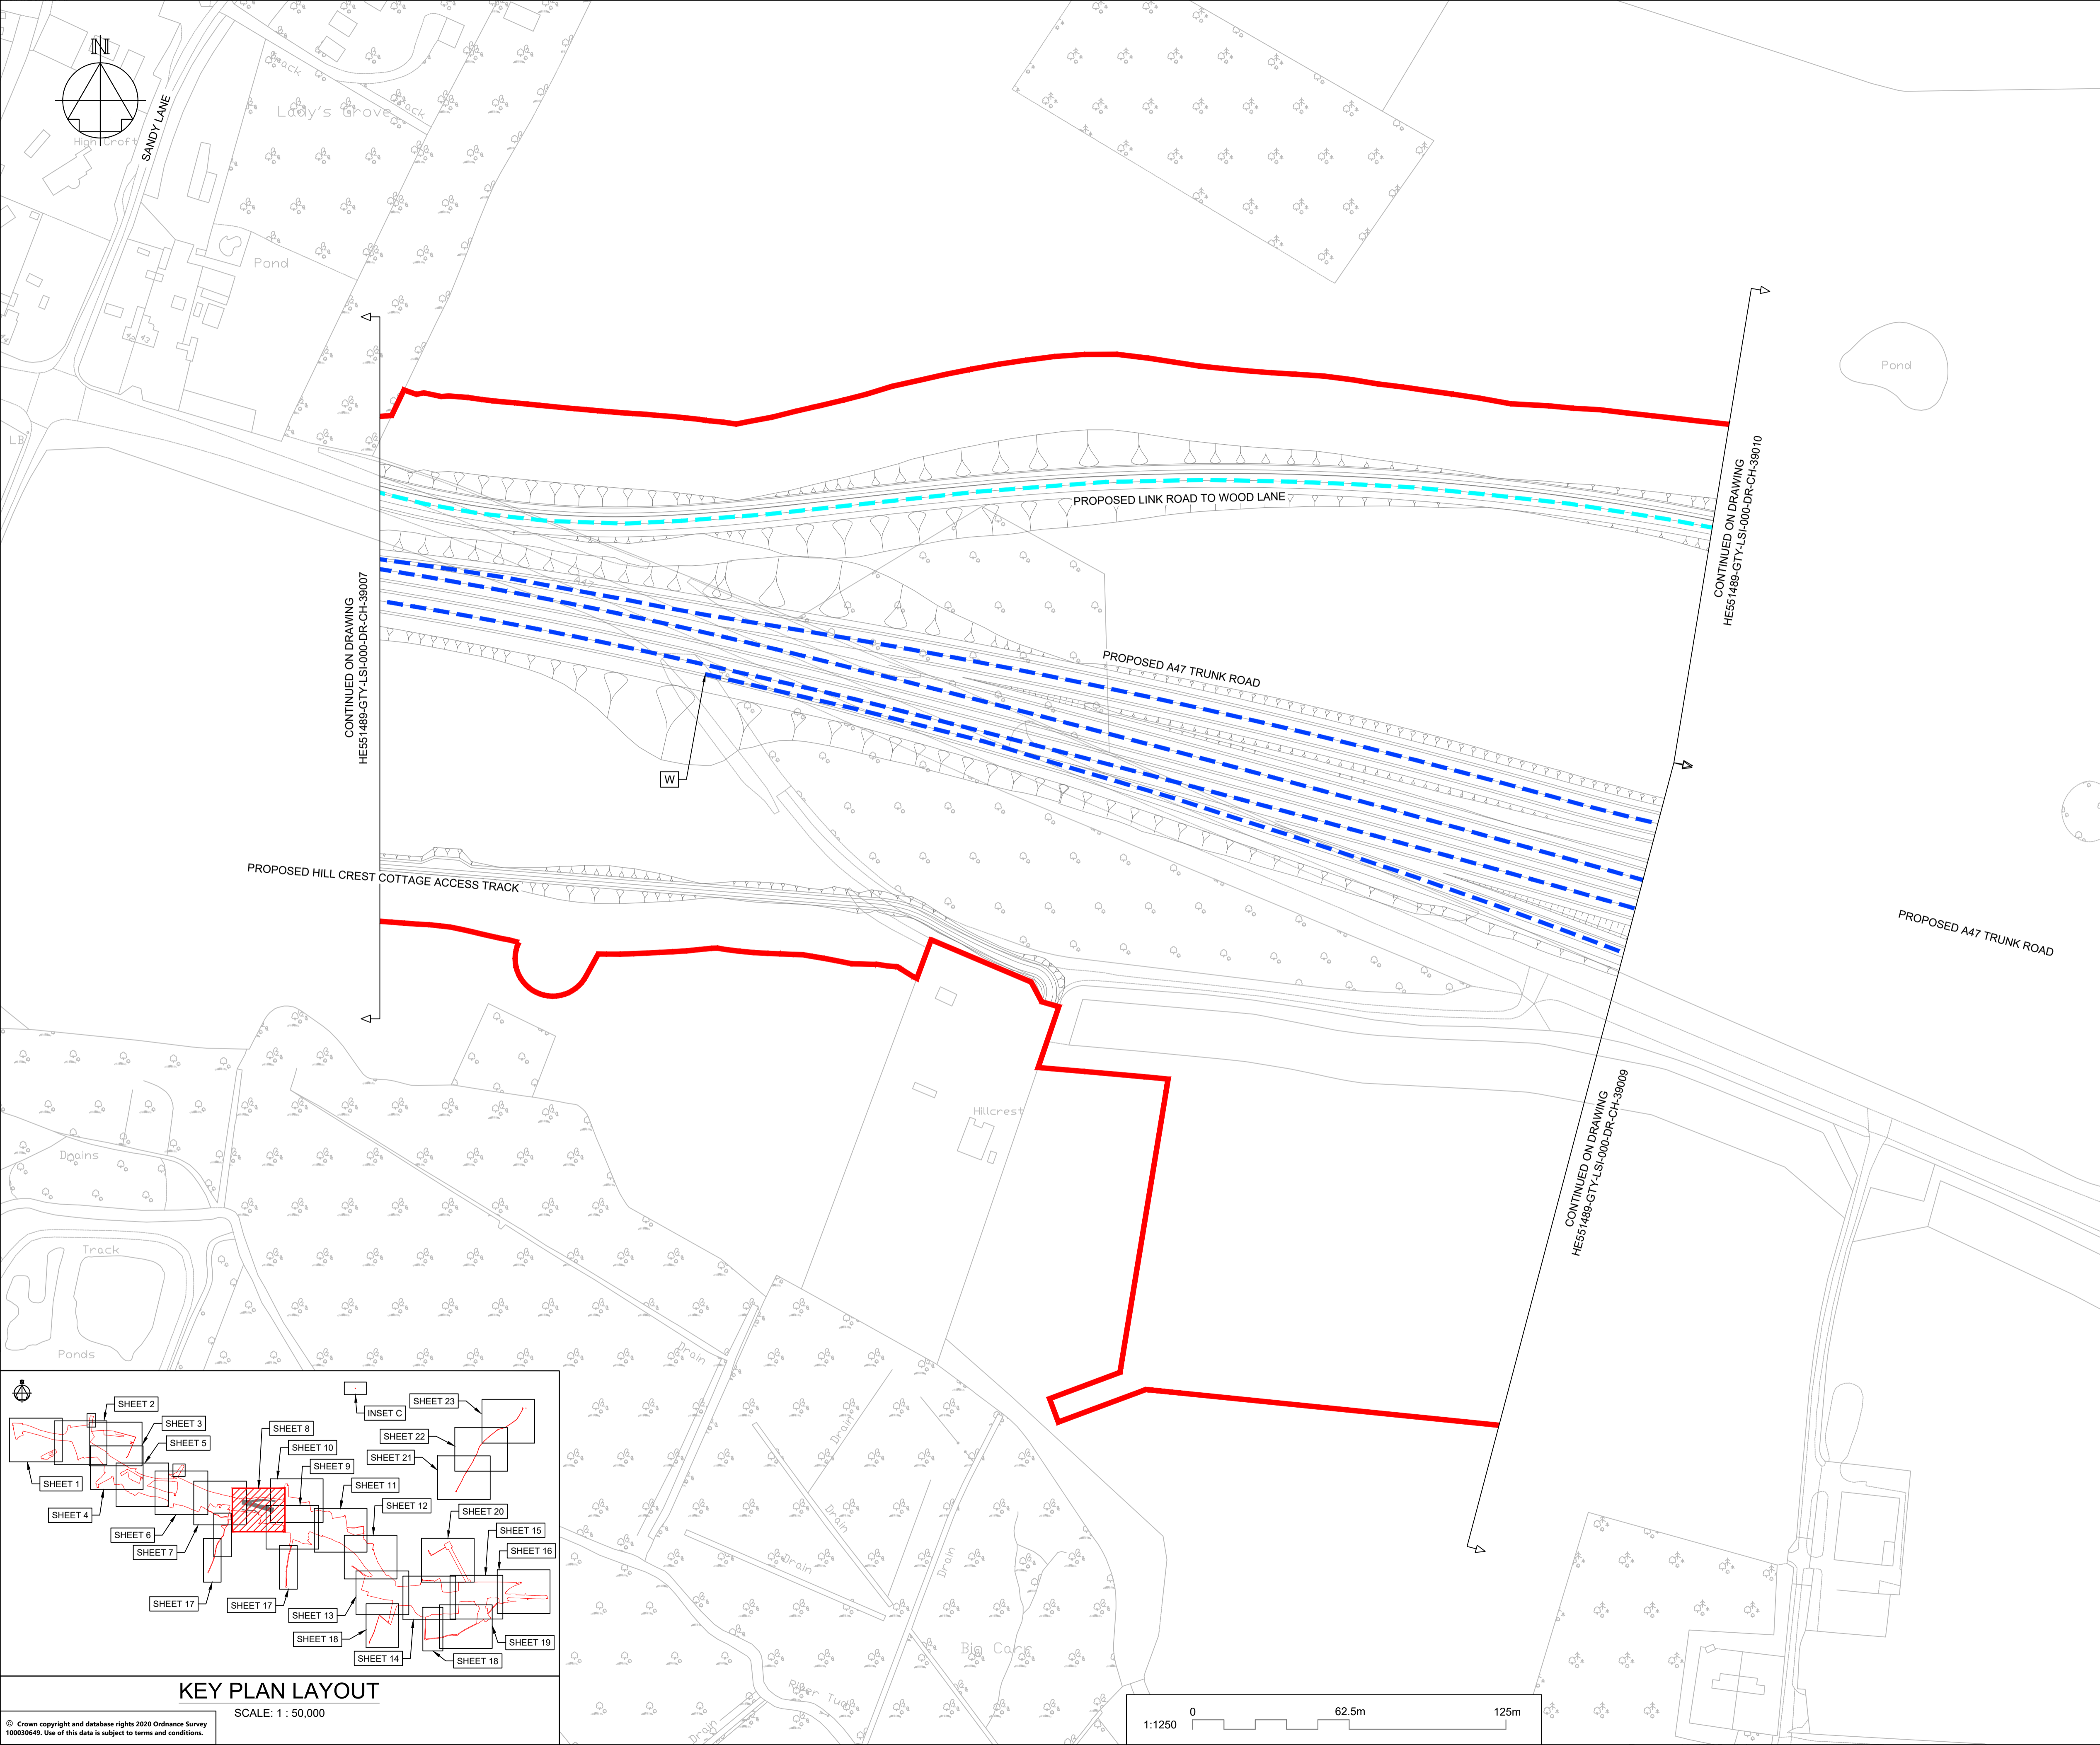 N
SANDY LANE
High Croft
Track
Track
Lady's Grove
Pond
42
43
44
LB
Pond
PROPOSED LINK ROAD TO WOOD LANE
CONTINUED ON DRAWING
HE551489-GTY-LSI-000-DR-CH-39010
A47
CONTINUED ON DRAWING
HE551489-GTY-LSI-000-DR-CH-39007
PROPOSED A47 TRUNK ROAD
W
PROPOSED HILL CREST COTTAGE ACCESS TRACK
PROPOSED A47 TRUNK ROAD
Hillcrest
CONTINUED ON DRAWING
HE551489-GTY-LSI-000-DR-CH-39009
Drains
Track
Ponds
Drain
Drain
Drain
Drain
Drain
Big Carr
River Tud
Drain
INSET C
SHEET 23
SHEET 2
SHEET 3
SHEET 5
SHEET 8
SHEET 10
SHEET 9
SHEET 22
SHEET 21
SHEET 1
SHEET 11
SHEET 12
SHEET 20
SHEET 4
SHEET 6
SHEET 7
SHEET 15
SHEET 16
SHEET 17
SHEET 17
SHEET 13
SHEET 18
SHEET 14
SHEET 18
SHEET 19
KEY PLAN LAYOUT
SCALE: 1 : 50,000
© Crown copyright and database rights 2020 Ordnance Survey
100030649. Use of this data is subject to terms and conditions.
1:1250
0
62.5m
125m